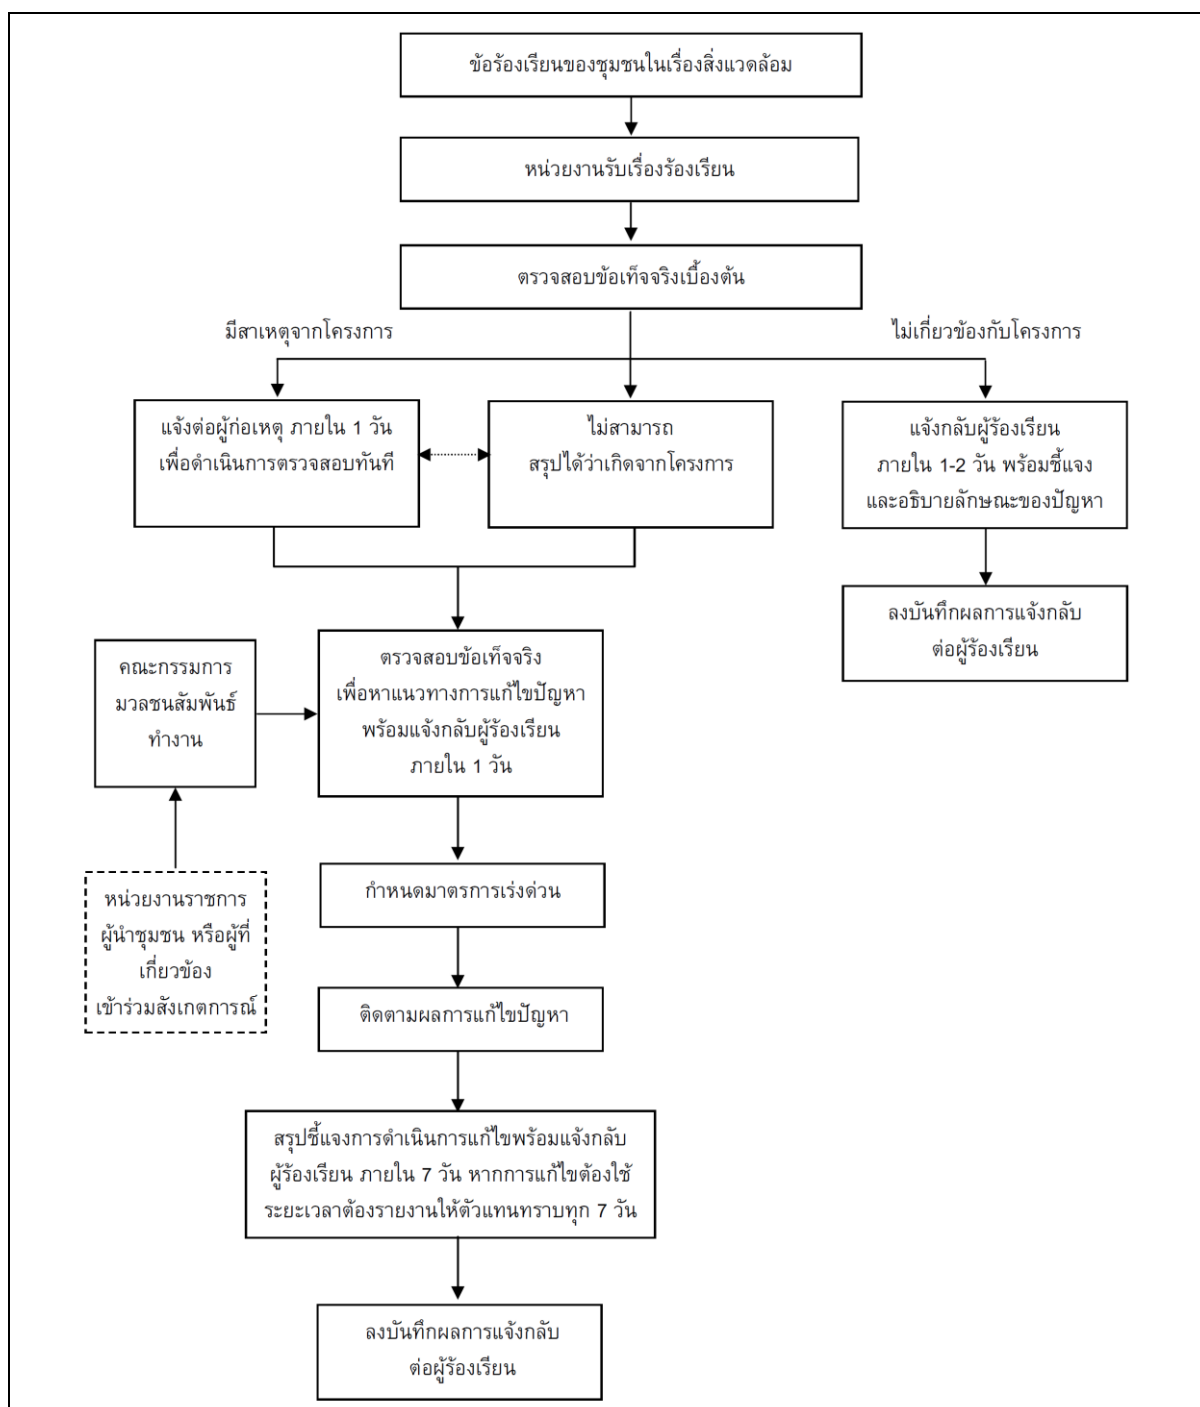 ข้อร้องเรียนของชุมชนในเรื่องสิ่งแวดล้อม
หน่วยงานรับเรื่องร้องเรียน
ตรวจสอบข้อเท็จจริงเบื้องต้น
มีสาเหตุจากโครงการ
ไม่เกี่ยวข้องกับโครงการ
แจ้งต่อผู้ก่อเหตุ ภายใน 1 วัน
เพื่อดำเนินการตรวจสอบทันที
ไม่สามารถ
สรุปได้ว่าเกิดจากโครงการ
แจ้งกลับผู้ร้องเรียน
ภายใน 1-2 วัน พร้อมชี้แจง
และอธิบายลักษณะของปัญหา
ลงบันทึกผลการแจ้งกลับ
ต่อผู้ร้องเรียน
คณะกรรมการ
มวลชนสัมพันธ์
ทำงาน
ตรวจสอบข้อเท็จจริง
เพื่อหาแนวทางการแก้ไขปัญหา
พร้อมแจ้งกลับผู้ร้องเรียน
ภายใน 1 วัน
หน่วยงานราชการ
ผู้นำชุมชน หรือผู้ที่
เกี่ยวข้อง
เข้าร่วมสังเกตการณ์
กำหนดมาตรการเร่งด่วน
ติดตามผลการแก้ไขปัญหา
สรุปชี้แจงการดำเนินการแก้ไขพร้อมแจ้งกลับ
ผู้ร้องเรียน ภายใน 7 วัน หากการแก้ไขต้องใช้
ระยะเวลาต้องรายงานให้ตัวแทนทราบทุก 7 วัน
ลงบันทึกผลการแจ้งกลับ
ต่อผู้ร้องเรียน